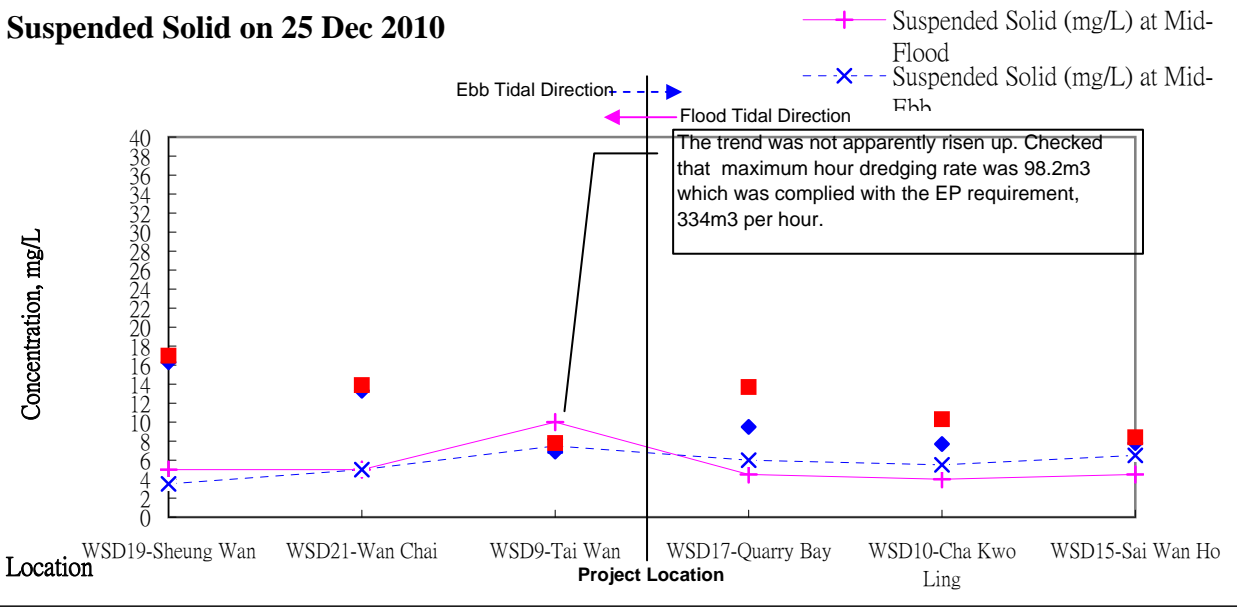 Suspended Solid on 25 Dec 2010
Suspended Solid (mg/L) at Mid-
Flood
Suspended Solid (mg/L) at Mid-
Ebb
Ebb Tidal Direction
Flood Tidal Direction
The trend was not apparently risen up. Checked
that maximum hour dredging rate was 98.2m3
which was complied with the EP requirement,
334m3 per hour.
Concentration, mg/L
40
38
36
34
32
30
28
26
24
22
20
18
16
14
12
10
8
6
4
2
0
WSD19-Sheung Wan
WSD21-Wan Chai
WSD9-Tai Wan
WSD17-Quarry Bay
WSD10-Cha Kwo
Ling
WSD15-Sai Wan Ho
Location
Project Location